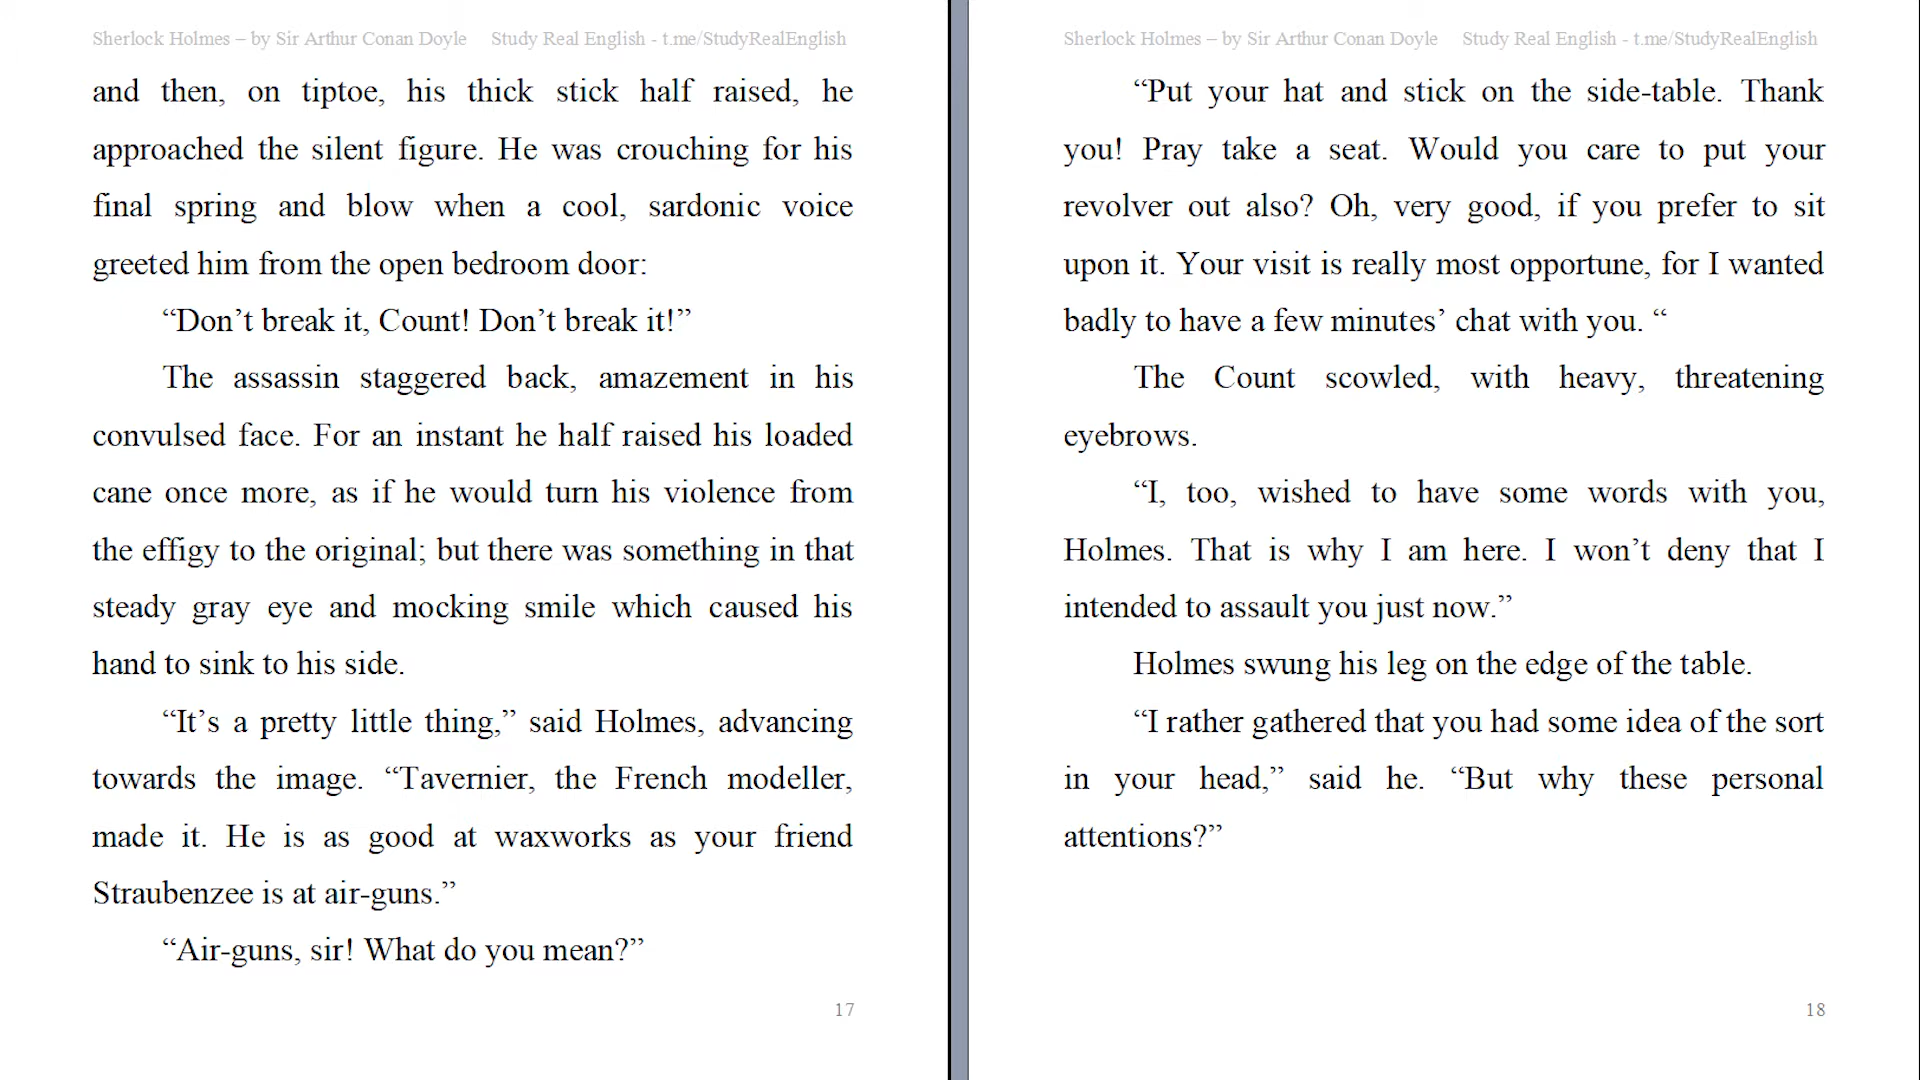 Sherlock Holmes – by Sir Arthur Conan Doyle Study Real English - t.me/StudyRealEnglish
and then, on tiptoe, his thick stick half raised, he
approached the silent figure. He was crouching for his
final spring and blow when a cool, sardonic voice
greeted him from the open bedroom door:
“Don’t break it, Count! Don’t break it!”
The assassin staggered back, amazement in his
convulsed face. For an instant he half raised his loaded
cane once more, as if he would turn his violence from
the effigy to the original; but there was something in that
steady gray eye and mocking smile which caused his
hand to sink to his side.
“It’s a pretty little thing,” said Holmes, advancing
towards the image. “Tavernier, the French modeller,
made it. He is as good at waxworks as your friend
Straubenzee is at air-guns.”
“Air-guns, sir! What do you mean?”
17
Sherlock Holmes – by Sir Arthur Conan Doyle Study Real English - t.me/StudyRealEnglish
“Put your hat and stick on the side-table. Thank
you! Pray take a seat. Would you care to put your
revolver out also? Oh, very good, if you prefer to sit
upon it. Your visit is really most opportune, for I wanted
badly to have a few minutes’ chat with you. “
The Count scowled, with heavy, threatening
eyebrows.
“I, too, wished to have some words with you,
Holmes. That is why I am here. I won’t deny that I
intended to assault you just now.”
Holmes swung his leg on the edge of the table.
“I rather gathered that you had some idea of the sort
in your head,” said he. “But why these personal
attentions?”
18